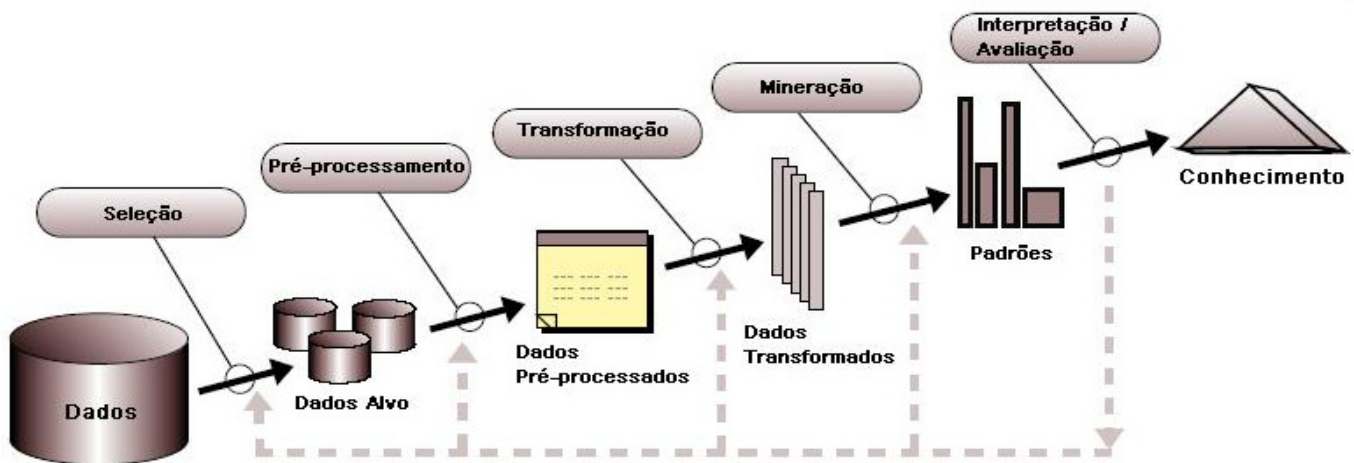 Interpretação /
Avaliação
Mineração
Transformação
Pré-processamento
Seleção
Dados
Dados Alvo
Dados
Pré-processados
Dados
Transformados
Padrões
Conhecimento